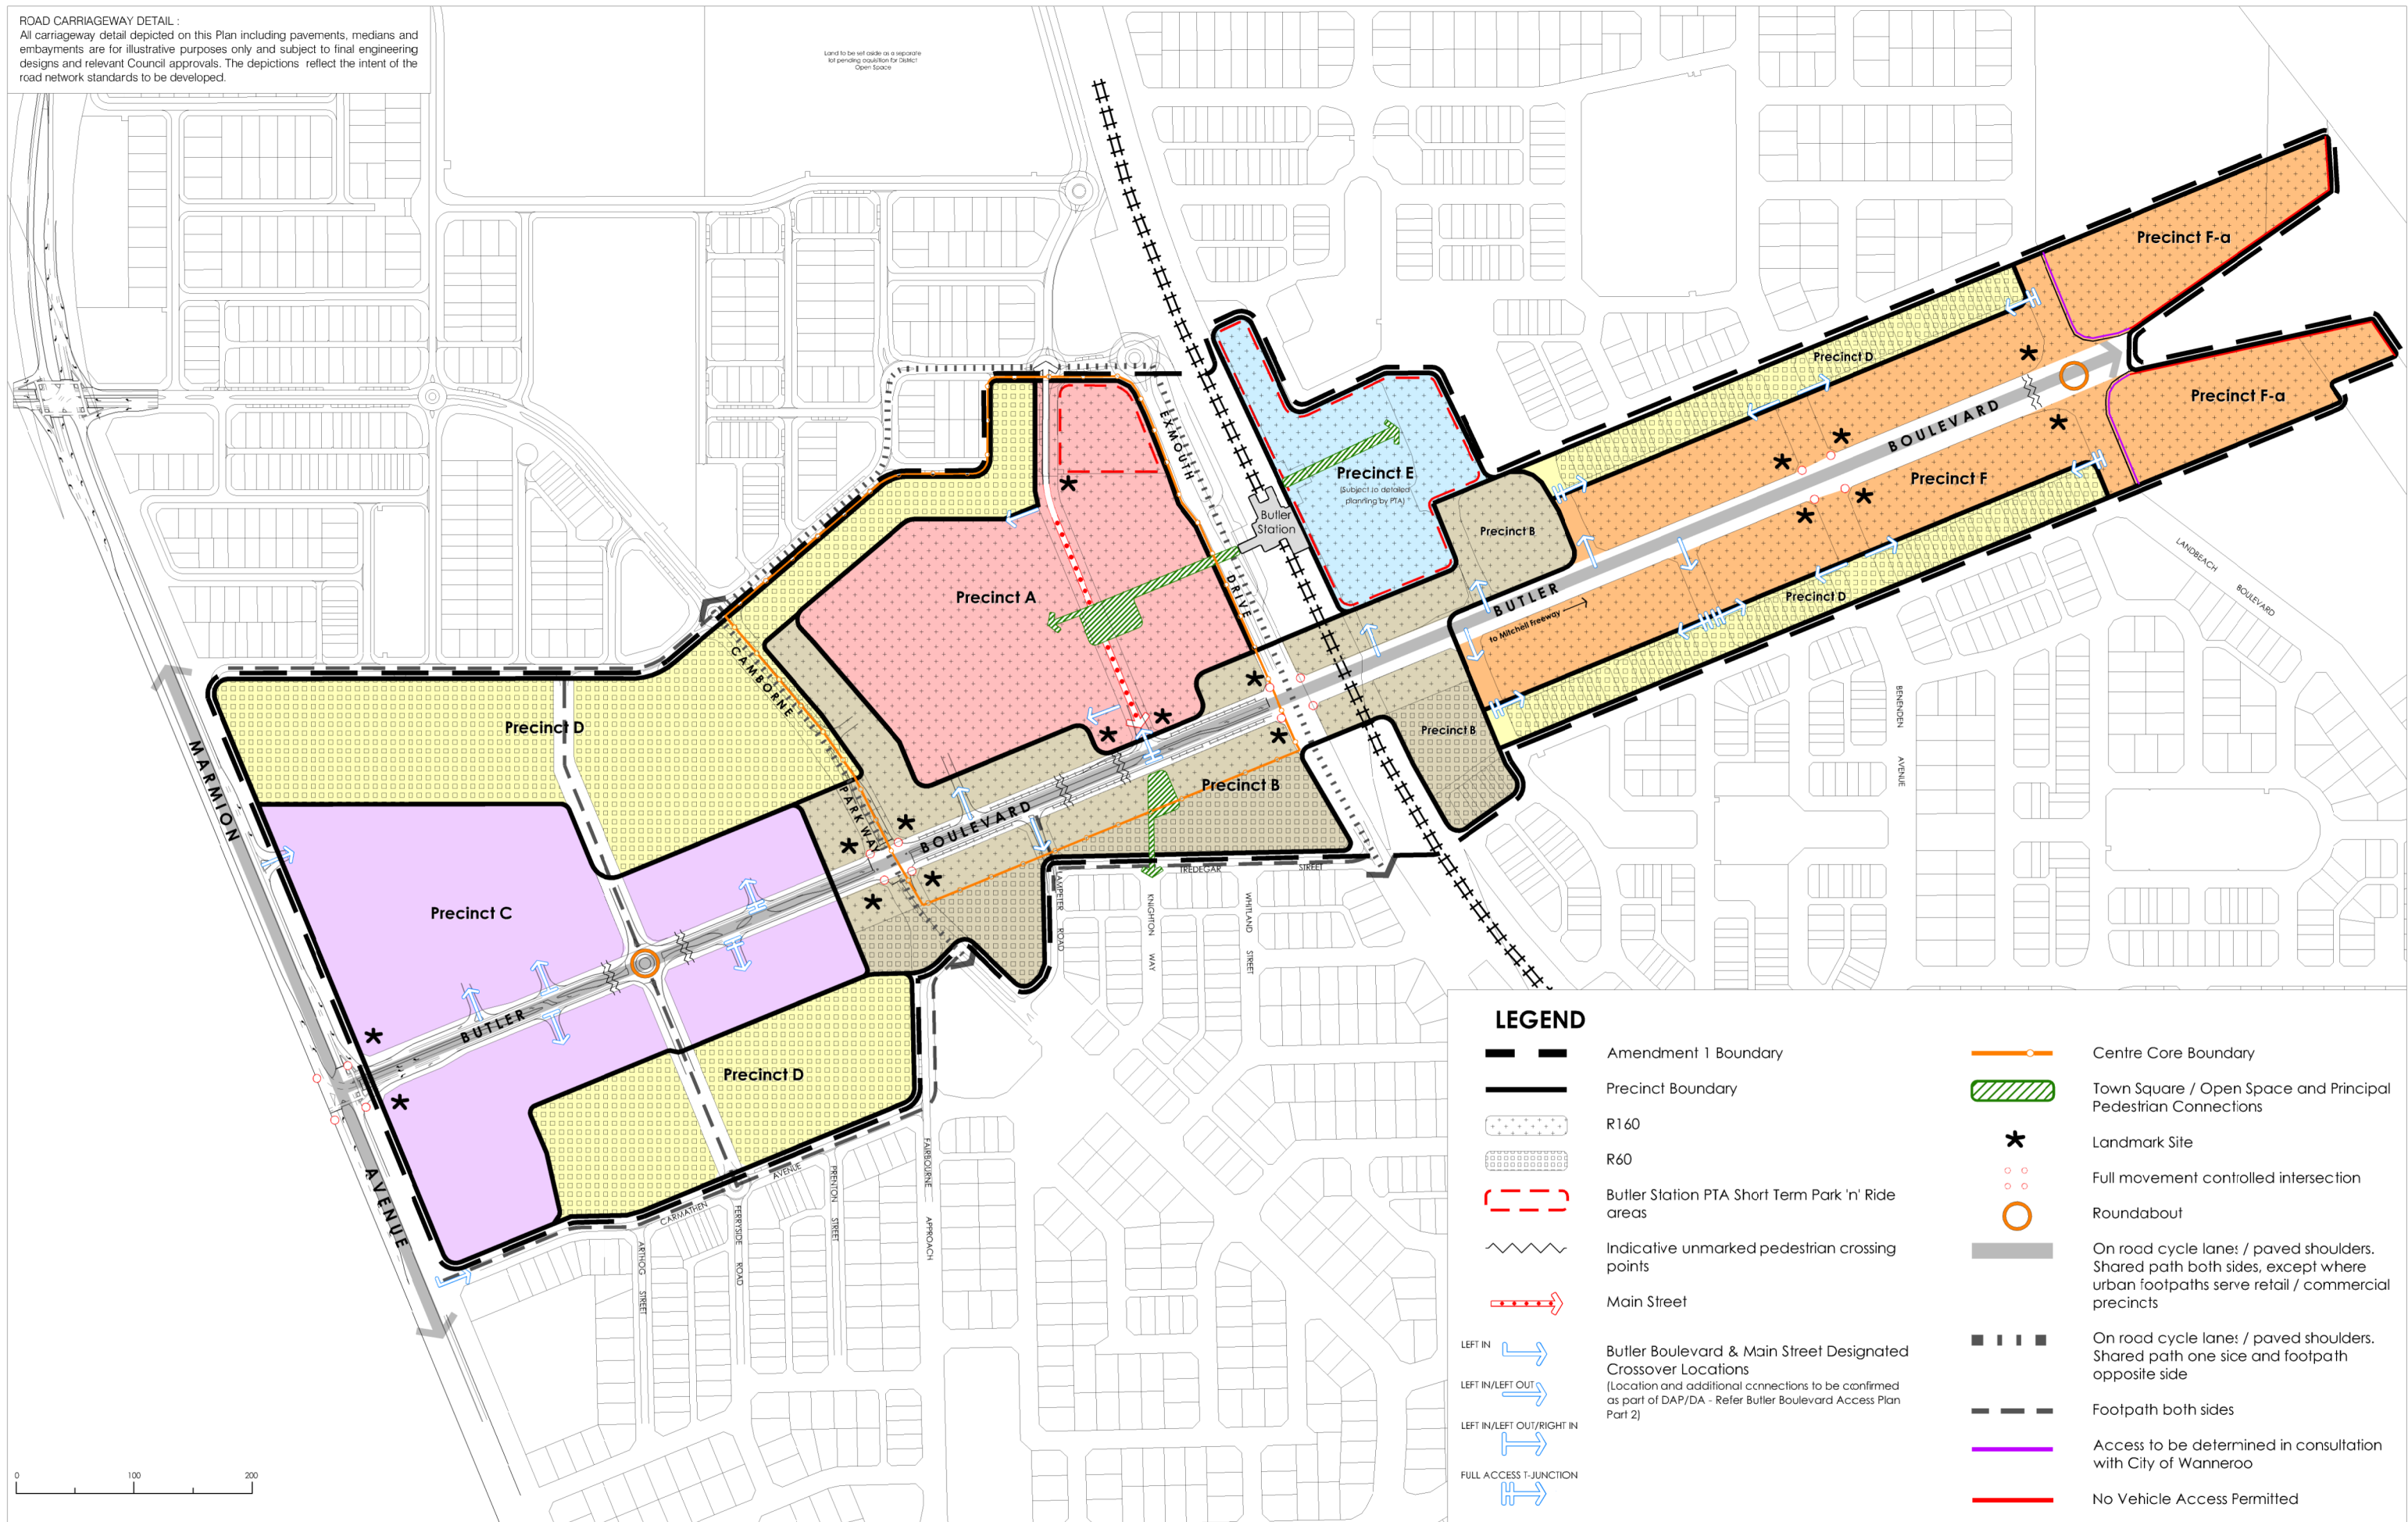 ROAD CARRIAGEWAY DETAIL :
All carriageway detail depicted on this Plan including pavements, medians and
embayments are for illustrative purposes only and subject to final engineering
designs and relevant Council approvals. The depictions reflect the intent of the
road network standards to be developed.
Land to be set aside as a separate
lot pending aquisition for District
Open Space
Precinct F-a
Precinct D
Precinct F-a
EXMOUTH
DRIVE
Precinct E
(Subject to detailed
planning by PTA)
BOULEVARD
Precinct F
Butler
Station
Precinct B
LANDBEACH
BOULEVARD
Precinct A
BUTLER
to Mitchell Freeway
Precinct D
CAMBORNE
PARKWAY
BENENDEN
AVENUE
Precinct D
Precinct B
MARMION
Precinct B
BOULEVARD
TREDEGAR
STREET
LAMPETER
ROAD
KNIGHTON
WAY
WHITLAND
STREET
Precinct C
BUTLER
Precinct D
AVENUE
CARMATHEN
AVENUE
ARTHOG
STREET
FERRYSIDE
ROAD
PRENTON
STREET
FAIRBOURNE
APPROACH
0 100 200
LEGEND
Amendment 1 Boundary
Precinct Boundary
R160
R60
Butler Station PTA Short Term Park 'n' Ride
areas
Indicative unmarked pedestrian crossing
points
Main Street
LEFT IN
LEFT IN/LEFT OUT
LEFT IN/LEFT OUT/RIGHT IN
FULL ACCESS T-JUNCTION
Butler Boulevard & Main Street Designated
Crossover Locations
(Location and additional connections to be confirmed
as part of DAP/DA - Refer Butler Boulevard Access Plan
Part 2)
Centre Core Boundary
Town Square / Open Space and Principal
Pedestrian Connections
Landmark Site
Full movement controlled intersection
Roundabout
On road cycle lanes / paved shoulders.
Shared path both sides, except where
urban footpaths serve retail / commercial
precincts
On road cycle lanes / paved shoulders.
Shared path one side and footpath
opposite side
Footpath both sides
Access to be determined in consultation
with City of Wanneroo
No Vehicle Access Permitted